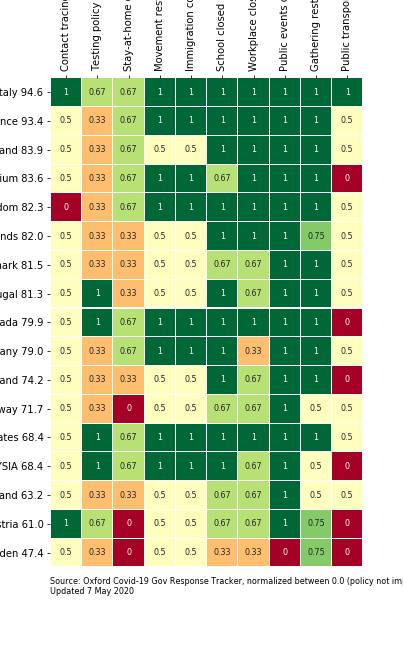 Contact tracing
Testing policy
Stay-at-home
Movement res
Immigration co
School closed
Workplace clos
Public events c
Gathering rest
Public transpo
taly 94.6 1 0.67 0.67 1 1 1 1 1 1 1
nce 93.4 0.5 0.33 0.67 1 1 1 1 1 1 0.5
and 83.9 0.5 0.33 0.67 0.5 0.5 1 1 1 1 0.5
ium 83.6 0.5 0.33 0.67 1 1 0.67 1 1 1 0
dom 82.3 0 0.33 0.67 1 1 1 1 1 1 0.5
nds 82.0 0.5 0.33 0.33 0.5 0.5 1 1 1 0.75 0.5
ark 81.5 0.5 0.33 0.33 0.5 0.5 0.67 0.67 1 1 0.5
ugal 81.3 0.5 1 0.33 0.5 0.5 1 0.67 1 1 0.5
ada 79.9 0.5 1 0.67 1 1 1 1 1 1 0
any 79.0 0.5 0.33 0.67 1 1 1 0.33 1 1 0.5
and 74.2 0.5 0.33 0.33 0.5 0.5 1 0.67 1 1 0
way 71.7 0.5 0.33 0 0.5 0.5 0.67 0.67 1 0.5 0.5
ates 68.4 0.5 1 0.67 1 1 1 1 1 1 0.5
YSIA 68.4 0.5 1 0.67 1 1 1 0.67 1 0.5 0
and 63.2 0.5 0.33 0.33 0.5 0.5 0.67 0.67 1 0.5 0.5
stria 61.0 1 0.67 0 0.5 0.5 0.67 0.67 1 0.75 0
den 47.4 0.5 0.33 0 0.5 0.5 0.33 0.33 0 0.75 0
Source: Oxford Covid-19 Gov Response Tracker, normalized between 0.0 (policy not im
Updated 7 May 2020